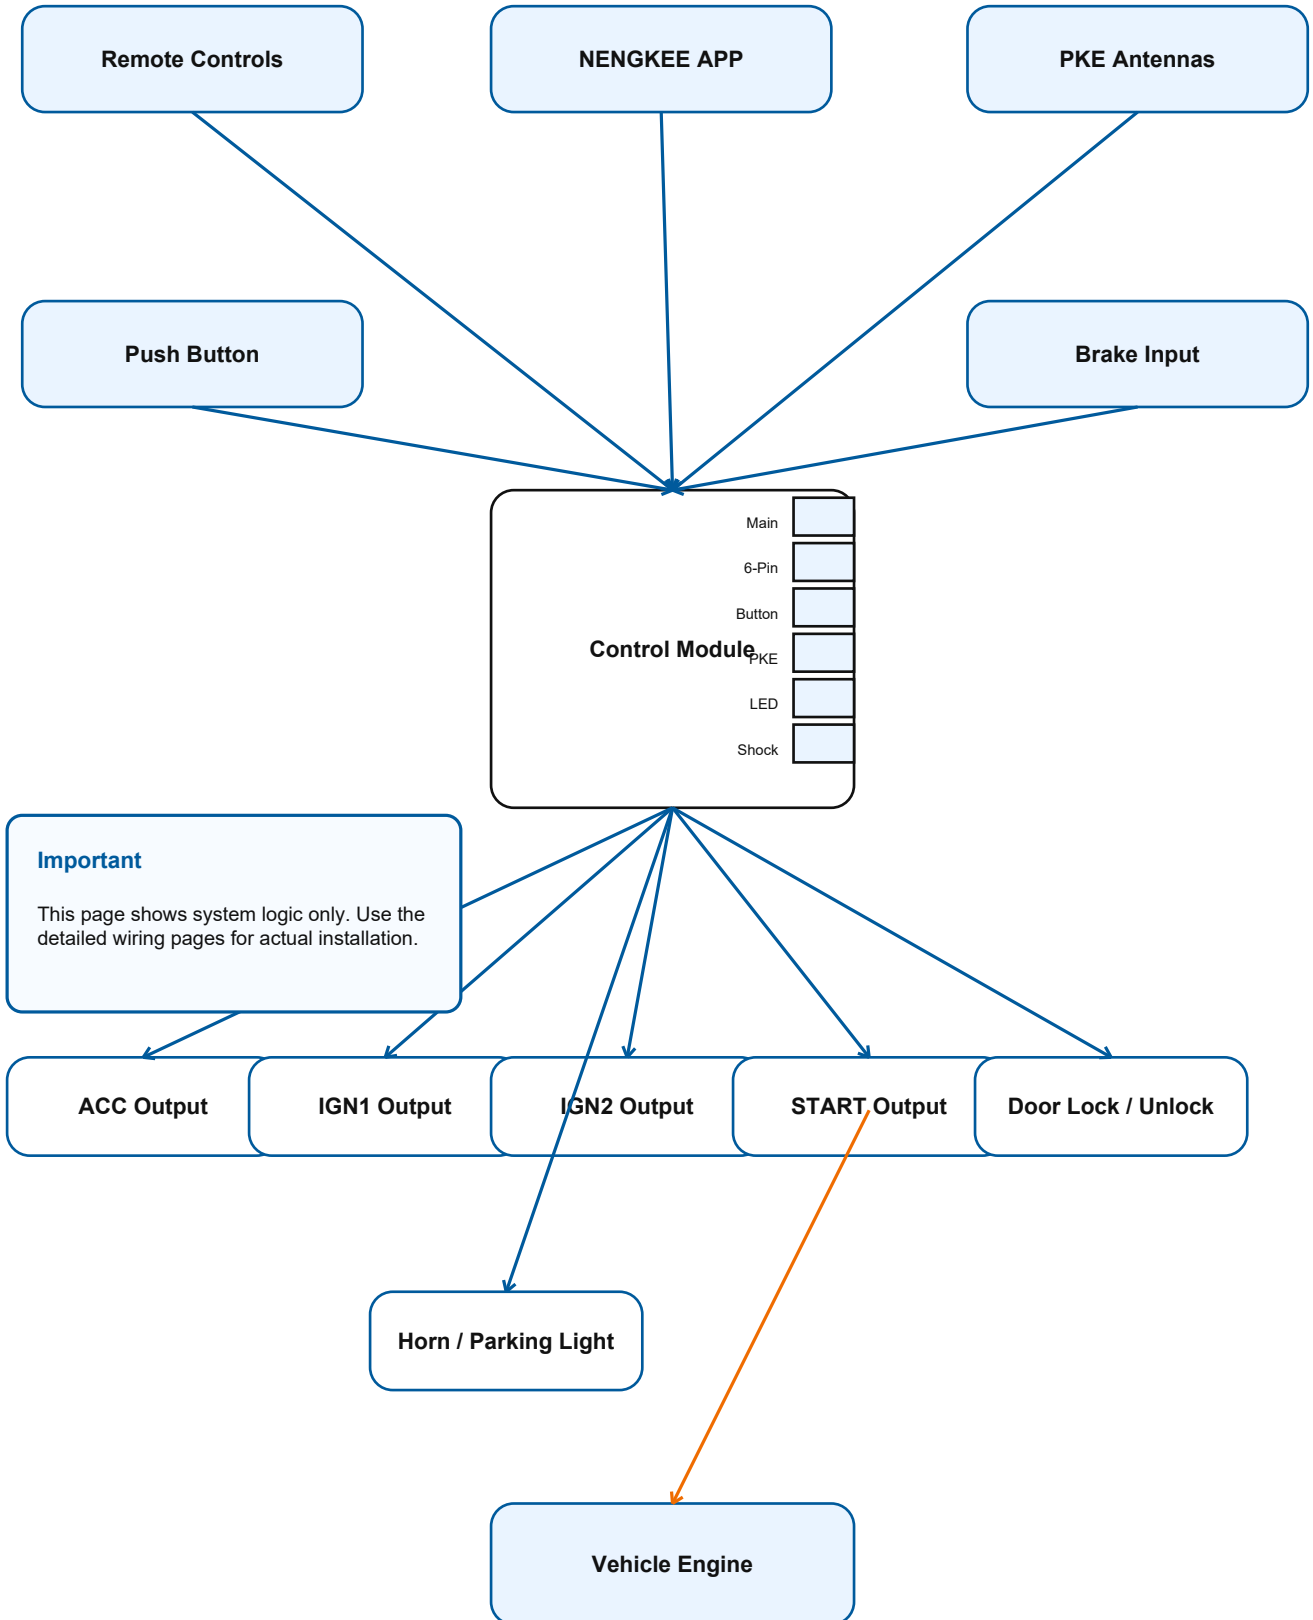 Remote Controls
NENGKEE APP
PKE Antennas
Push Button
Brake Input
Main
6-Pin
Button
Control Module
PKE
LED
Shock
Important
This page shows system logic only. Use the
detailed wiring pages for actual installation.
ACC Output
IGN1 Output
IGN2 Output
START Output
Door Lock / Unlock
Horn / Parking Light
Vehicle Engine